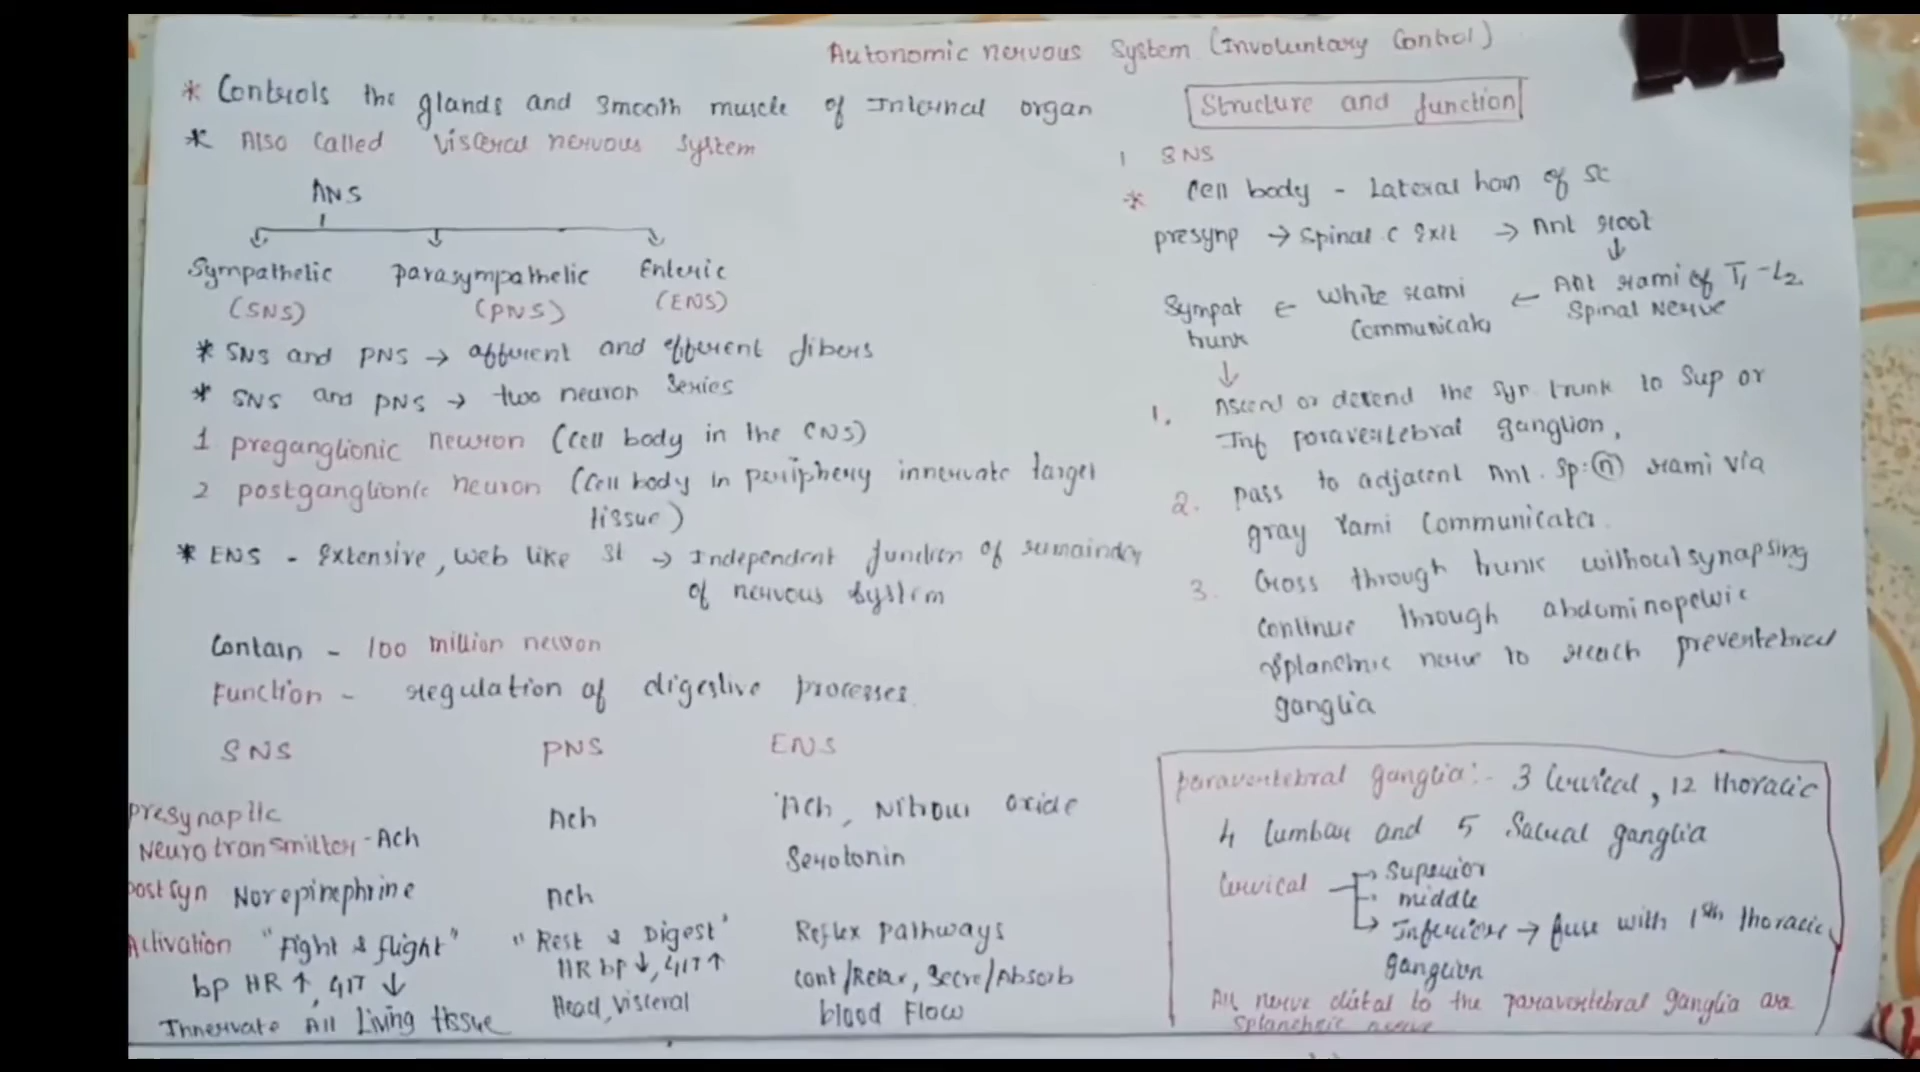 Autonomic nervous system (Involuntary Control)
* Controls the glands and smooth muscle of Internal organ
* Also called visceral nervous system
ANS
Sympathetic parasympathetic Enteric
(SNS) (PNS) (ENS)
* SNS and PNS → afferent and efferent fibers
* SNS and PNS → two neuron series
1 preganglionic neuron (cell body in the CNS)
2 postganglionic neuron (cell body in periphery innervate target
tissue)
* ENS - Extensive, web like st → Independent function of remainder
of nervous system
Contain - 100 million neuron
Function - regulation of digestive processes.
SNS PNS ENS
presynaptic
Neurotransmitter - Ach Ach Ach, Nitrous oxide
Serotonin
postsyn Norepinephrine Ach
Activation "Fight & flight" "Rest & Digest" Reflex pathways
bp HR ↑, GIT ↓ HR bp ↓, GIT ↑ cont/Relax, Secre/Absorb
Innervate All Living tissue Head, visceral blood Flow
Structure and function
1 SNS
* Cell body - Lateral horn of SC
presynp → Spinal.c exit → Ant root
↓
Sympat ← White rami ← Ant rami of T1-L2
trunk Communicate Spinal Nerve
↓
1. Ascend or decend the syn. trunk to Sup or
Inf paravertebral ganglion,
2. pass to adjacent Ant. Sp: (n) rami via
gray rami Communicate.
3. Cross through trunk without synapsing
continue through abdominopelvic
splanchnic nerve to reach prevertebral
ganglia
paravertebral ganglia:- 3 Cervical, 12 thoracic
4 lumbar and 5 Sacral ganglia
Cervical → Superior
→ middle
→ Inferior → fuse with 1sth thoracic
ganglion
All nerve distal to the paravertebral ganglia are
splanchnic nerve